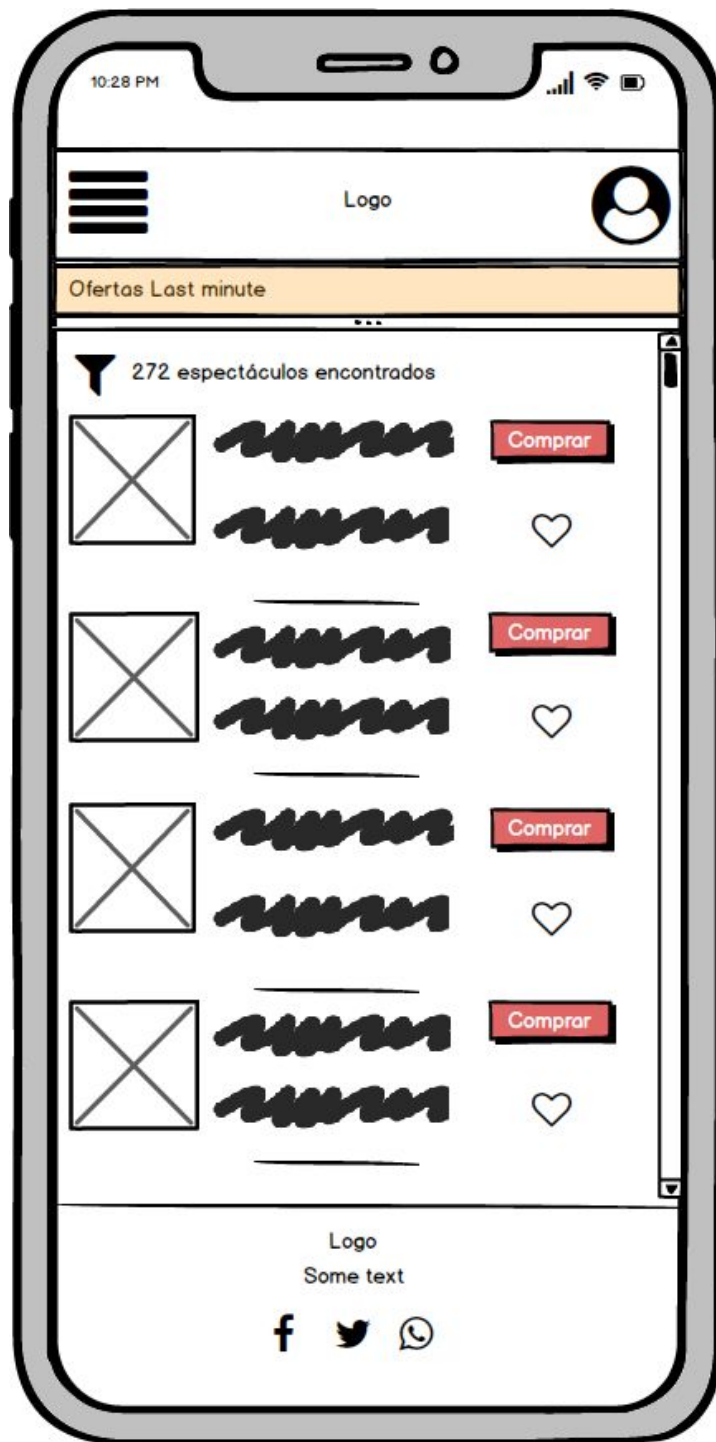 10:28 PM
Logo
Ofertas Last minute
272 espectáculos encontrados
Comprar
Comprar
Comprar
Comprar
Logo
Some text